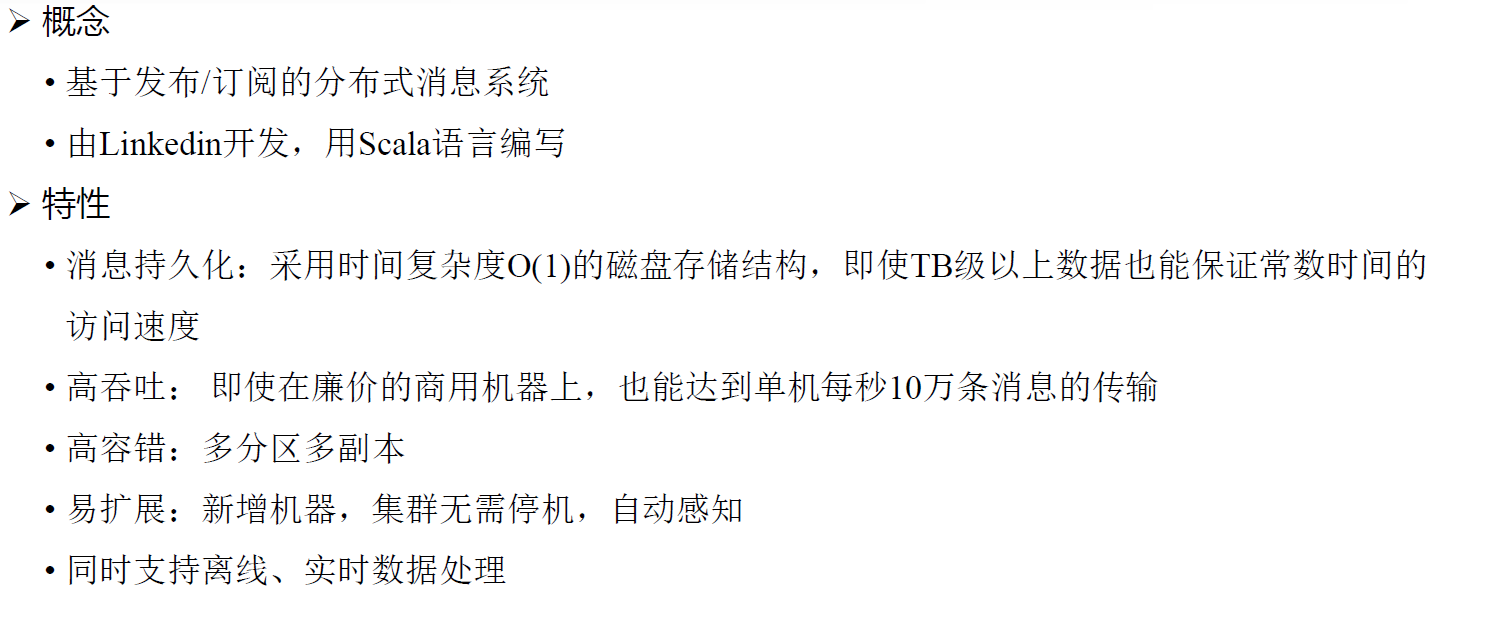 ➢ 概念
• 基于发布/订阅的分布式消息系统
• 由Linkedin开发，用Scala语言编写
➢ 特性
• 消息持久化：采用时间复杂度O(1)的磁盘存储结构，即使TB级以上数据也能保证常数时间的
访问速度
• 高吞吐： 即使在廉价的商用机器上，也能达到单机每秒10万条消息的传输
• 高容错：多分区多副本
• 易扩展：新增机器，集群无需停机，自动感知
• 同时支持离线、实时数据处理